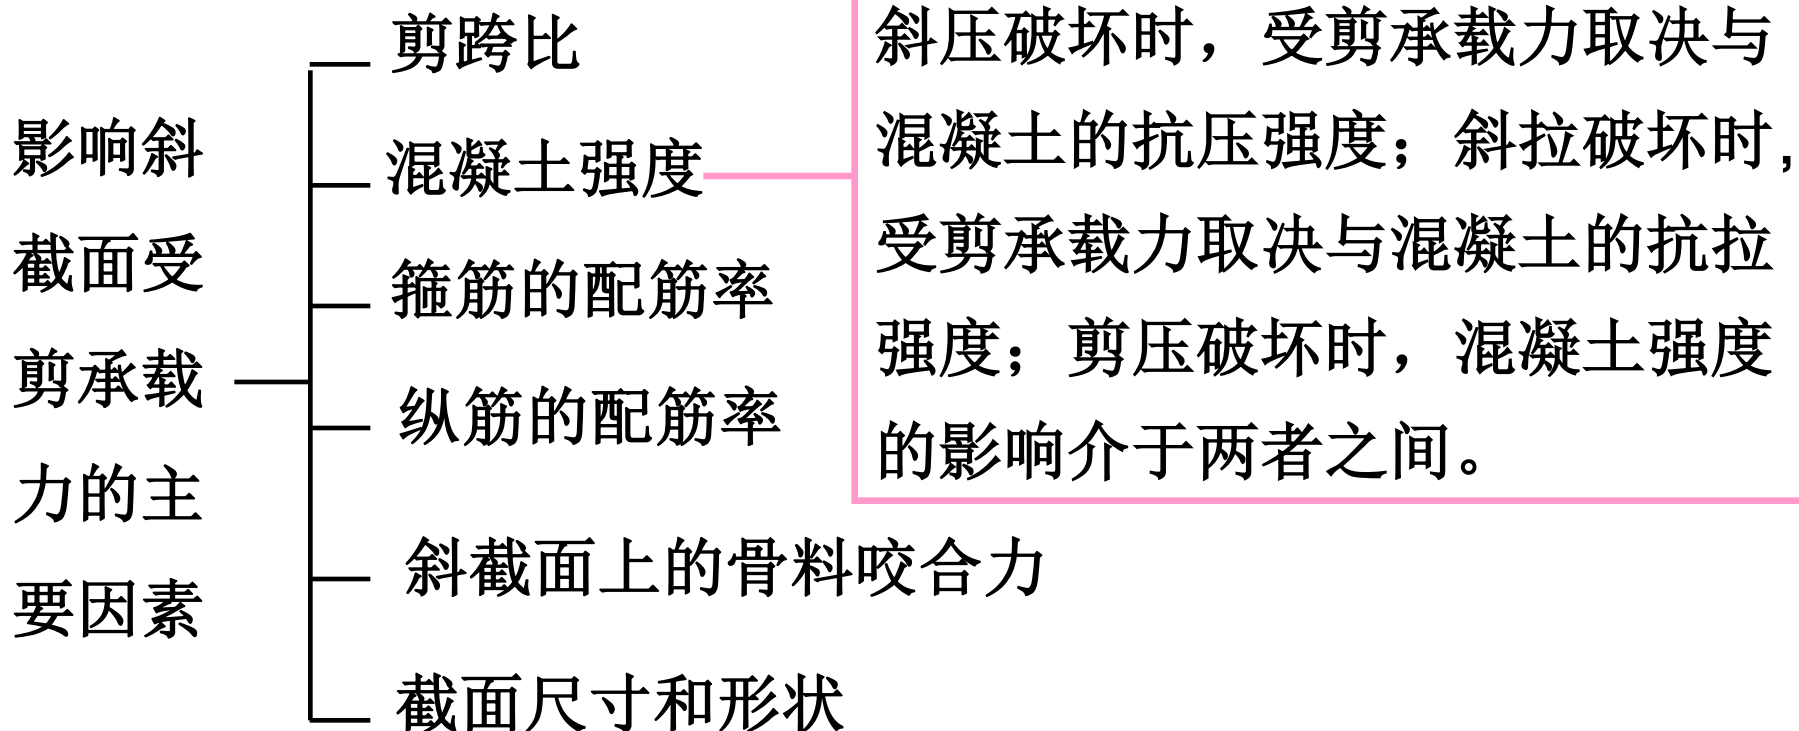 影响斜
截面受
剪承载
力的主
要因素
剪跨比
混凝土强度
箍筋的配筋率
纵筋的配筋率
斜截面上的骨料咬合力
截面尺寸和形状
斜压破坏时，受剪承载力取决与
混凝土的抗压强度；斜拉破坏时，
受剪承载力取决与混凝土的抗拉
强度；剪压破坏时，混凝土强度
的影响介于两者之间。